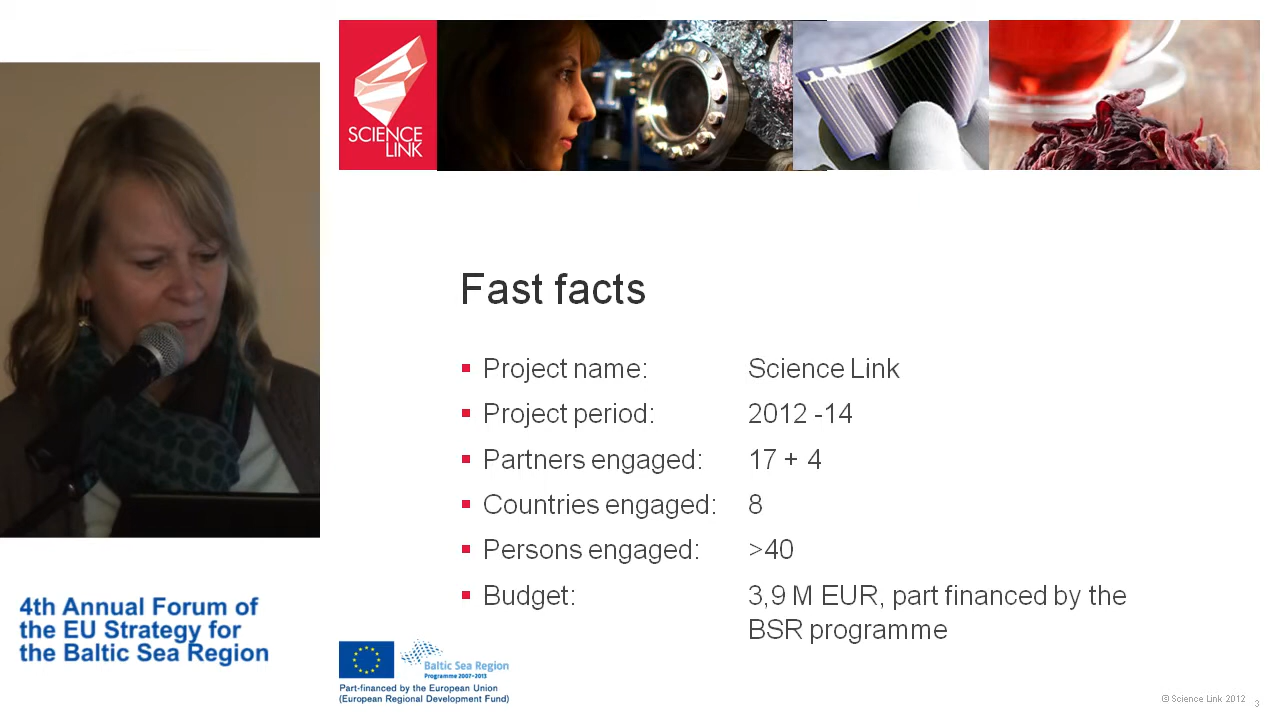 SCIENCE
LINK
Fast facts
Project name: Science Link
Project period: 2012 -14
Partners engaged: 17 + 4
Countries engaged: 8
Persons engaged: >40
Budget: 3,9 M EUR, part financed by the
BSR programme
4th Annual Forum of
the EU Strategy for
the Baltic Sea Region
Baltic Sea Region
Programme 2007-2013
Part-financed by the European Union
(European Regional Development Fund)
© Science Link 2012 3